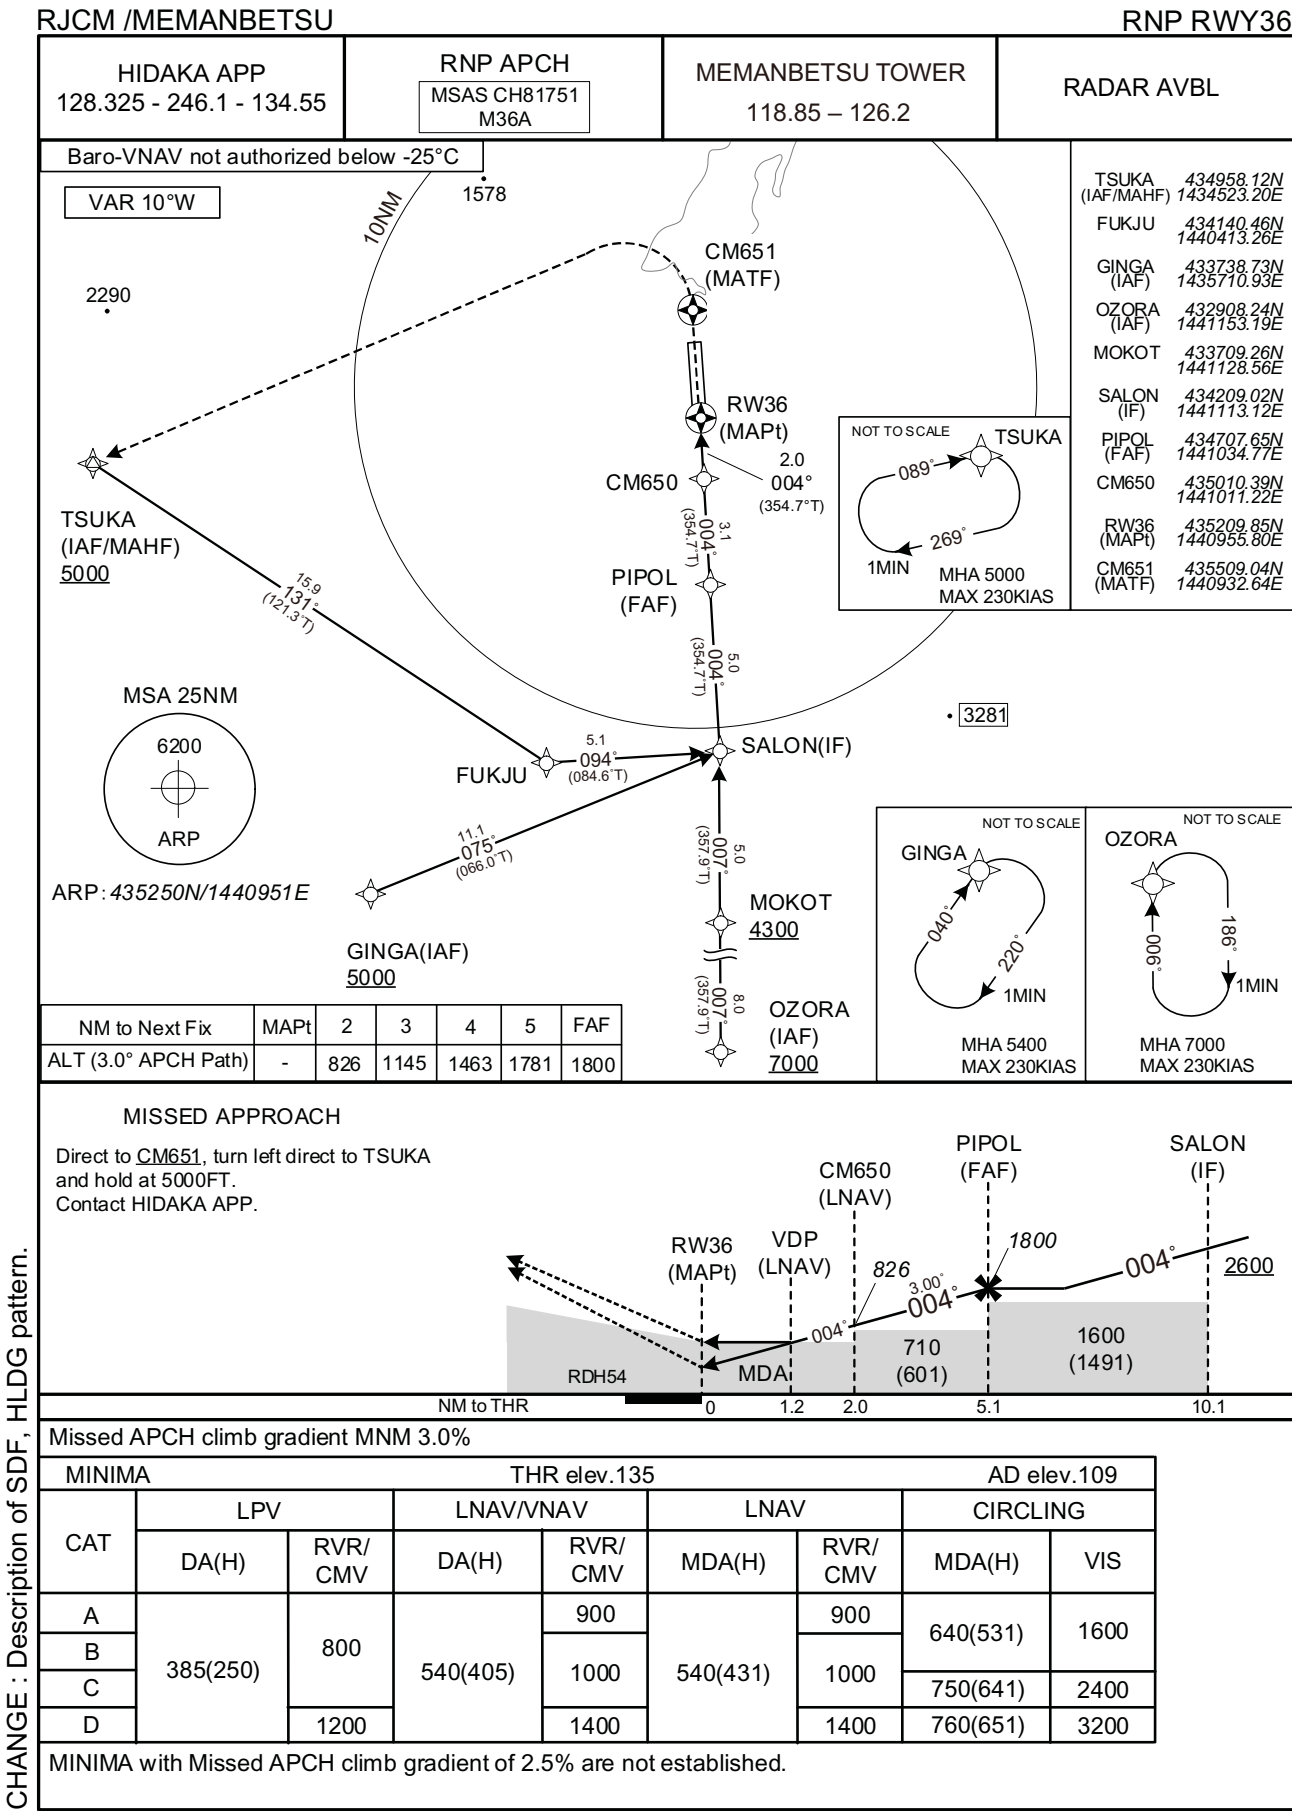 RJCM /MEMANBETSU
RNP RWY36
HIDAKA APP
128.325 - 246.1 - 134.55
RNP APCH
MSAS CH81751
M36A
MEMANBETSU TOWER
118.85 – 126.2
RADAR AVBL
Baro-VNAV not authorized below -25°C
VAR 10°W
10NM
1578
2290
CM651
(MATF)
RW36
(MAPt)
2.0
004°
(354.7°T)
CM650
3.1
004°
(354.7°T)
PIPOL
(FAF)
5.0
004°
(354.7°T)
TSUKA
(IAF/MAHF)
5000
15.9
131°
(121.3°T)
MSA 25NM
6200
ARP
ARP: 435250N/1440951E
FUKJU
5.1
094°
(084.6°T)
SALON(IF)
3281
11.1
075°
(066.0°T)
GINGA(IAF)
5000
5.0
007°
(357.9°T)
MOKOT
4300
8.0
007°
(357.9°T)
OZORA
(IAF)
7000
TSUKA 434958.12N
(IAF/MAHF) 1434523.20E
FUKJU 434140.46N
1440413.26E
GINGA 433738.73N
(IAF) 1435710.93E
OZORA 432908.24N
(IAF) 1441153.19E
MOKOT 433709.26N
1441128.56E
SALON 434209.02N
(IF) 1441113.12E
PIPOL 434707.65N
(FAF) 1441034.77E
CM650 435010.39N
1441011.22E
RW36 435209.85N
(MAPt) 1440955.80E
CM651 435509.04N
(MATF) 1440932.64E
NOT TO SCALE
TSUKA
089°
269°
1MIN
MHA 5000
MAX 230KIAS
NOT TO SCALE
GINGA
040°
220°
1MIN
MHA 5400
MAX 230KIAS
NOT TO SCALE
OZORA
006°
186°
1MIN
MHA 7000
MAX 230KIAS
NM to Next Fix MAPt 2 3 4 5 FAF
ALT (3.0° APCH Path) - 826 1145 1463 1781 1800
MISSED APPROACH
Direct to CM651, turn left direct to TSUKA
and hold at 5000FT.
Contact HIDAKA APP.
RW36
(MAPt)
VDP
(LNAV)
CM650
(LNAV)
PIPOL
(FAF)
SALON
(IF)
826
1800
2600
3.00°
004°
004°
004°
RDH54
MDA
710
(601)
1600
(1491)
NM to THR 0 1.2 2.0 5.1 10.1
Missed APCH climb gradient MNM 3.0%
MINIMA THR elev.135 AD elev.109
CAT LPV LNAV/VNAV LNAV CIRCLING
DA(H) RVR/CMV DA(H) RVR/CMV MDA(H) RVR/CMV MDA(H) VIS
A 385(250) 800 540(405) 900 540(431) 900 640(531) 1600
B 1000 1000
C 750(641) 2400
D 1200 1400 1400 760(651) 3200
MINIMA with Missed APCH climb gradient of 2.5% are not established.
CHANGE : Description of SDF, HLDG pattern.